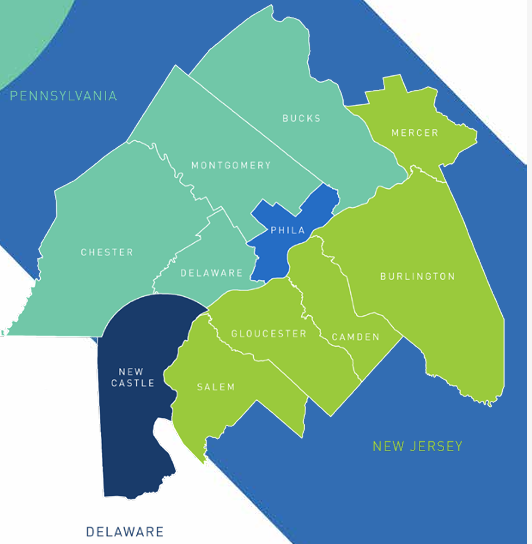 PENNSYLVANIA
BUCKS
MERCER
MONTGOMERY
PHILA
CHESTER
DELAWARE
BURLINGTON
GLOUCESTER
CAMDEN
NEW
CASTLE
SALEM
NEW JERSEY
DELAWARE